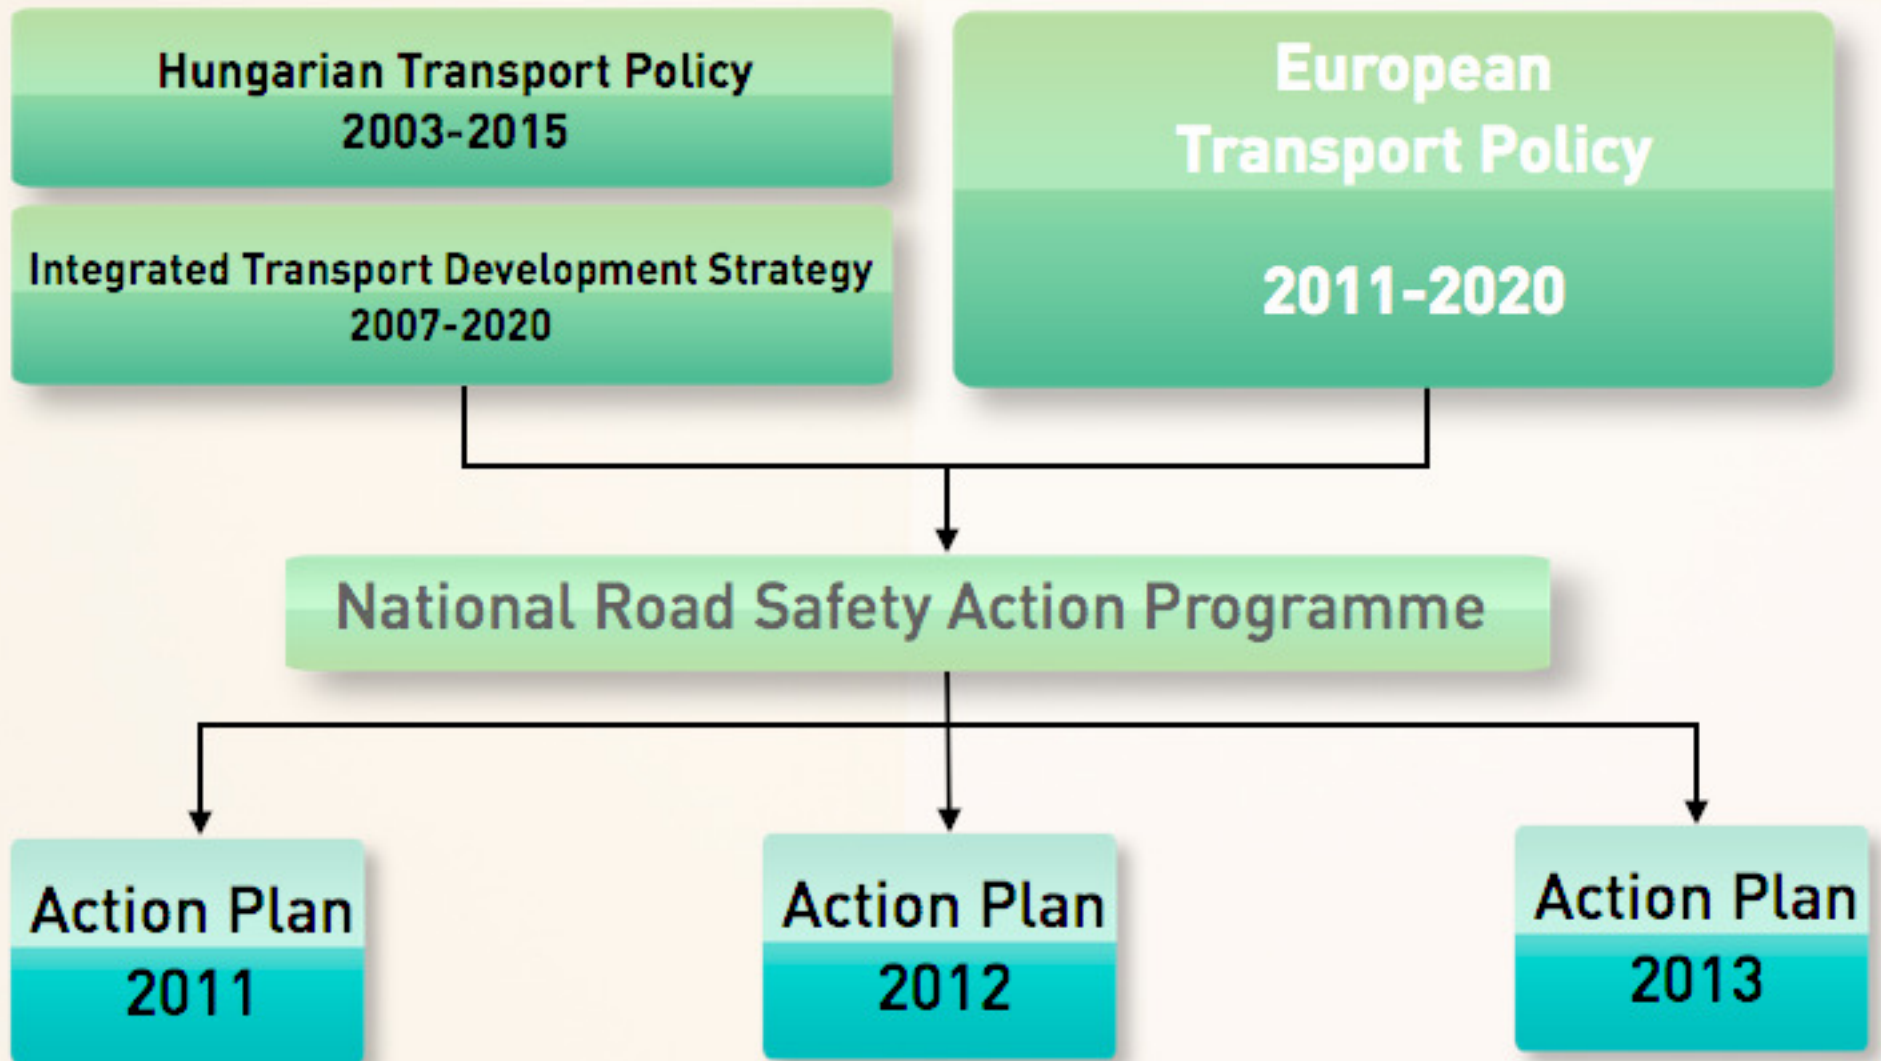 Hungarian Transport Policy
2003-2015
European
Transport Policy
2011-2020
Integrated Transport Development Strategy
2007-2020
National Road Safety Action Programme
Action Plan
2011
Action Plan
2012
Action Plan
2013